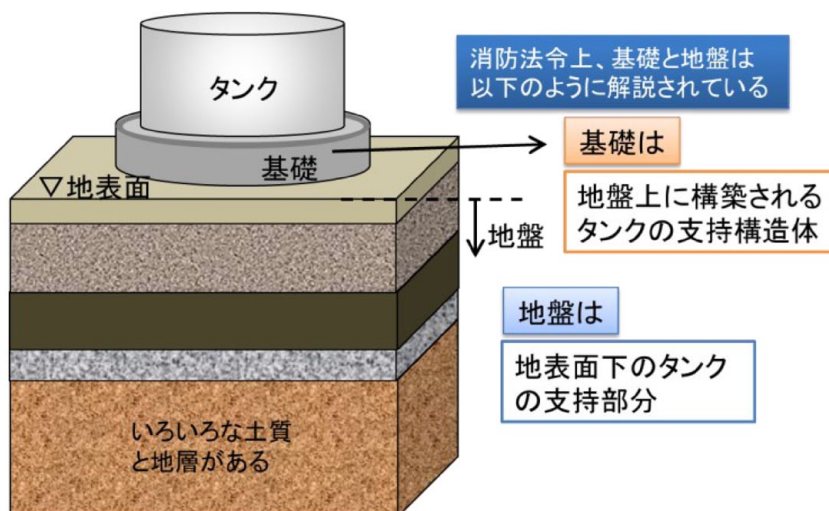 タンク
基礎
▽地表面
地盤
いろいろな土質
と地層がある
消防法令上、基礎と地盤は
以下のように解説されている
基礎は
地盤上に構築される
タンクの支持構造体
地盤は
地表面下のタンク
の支持部分